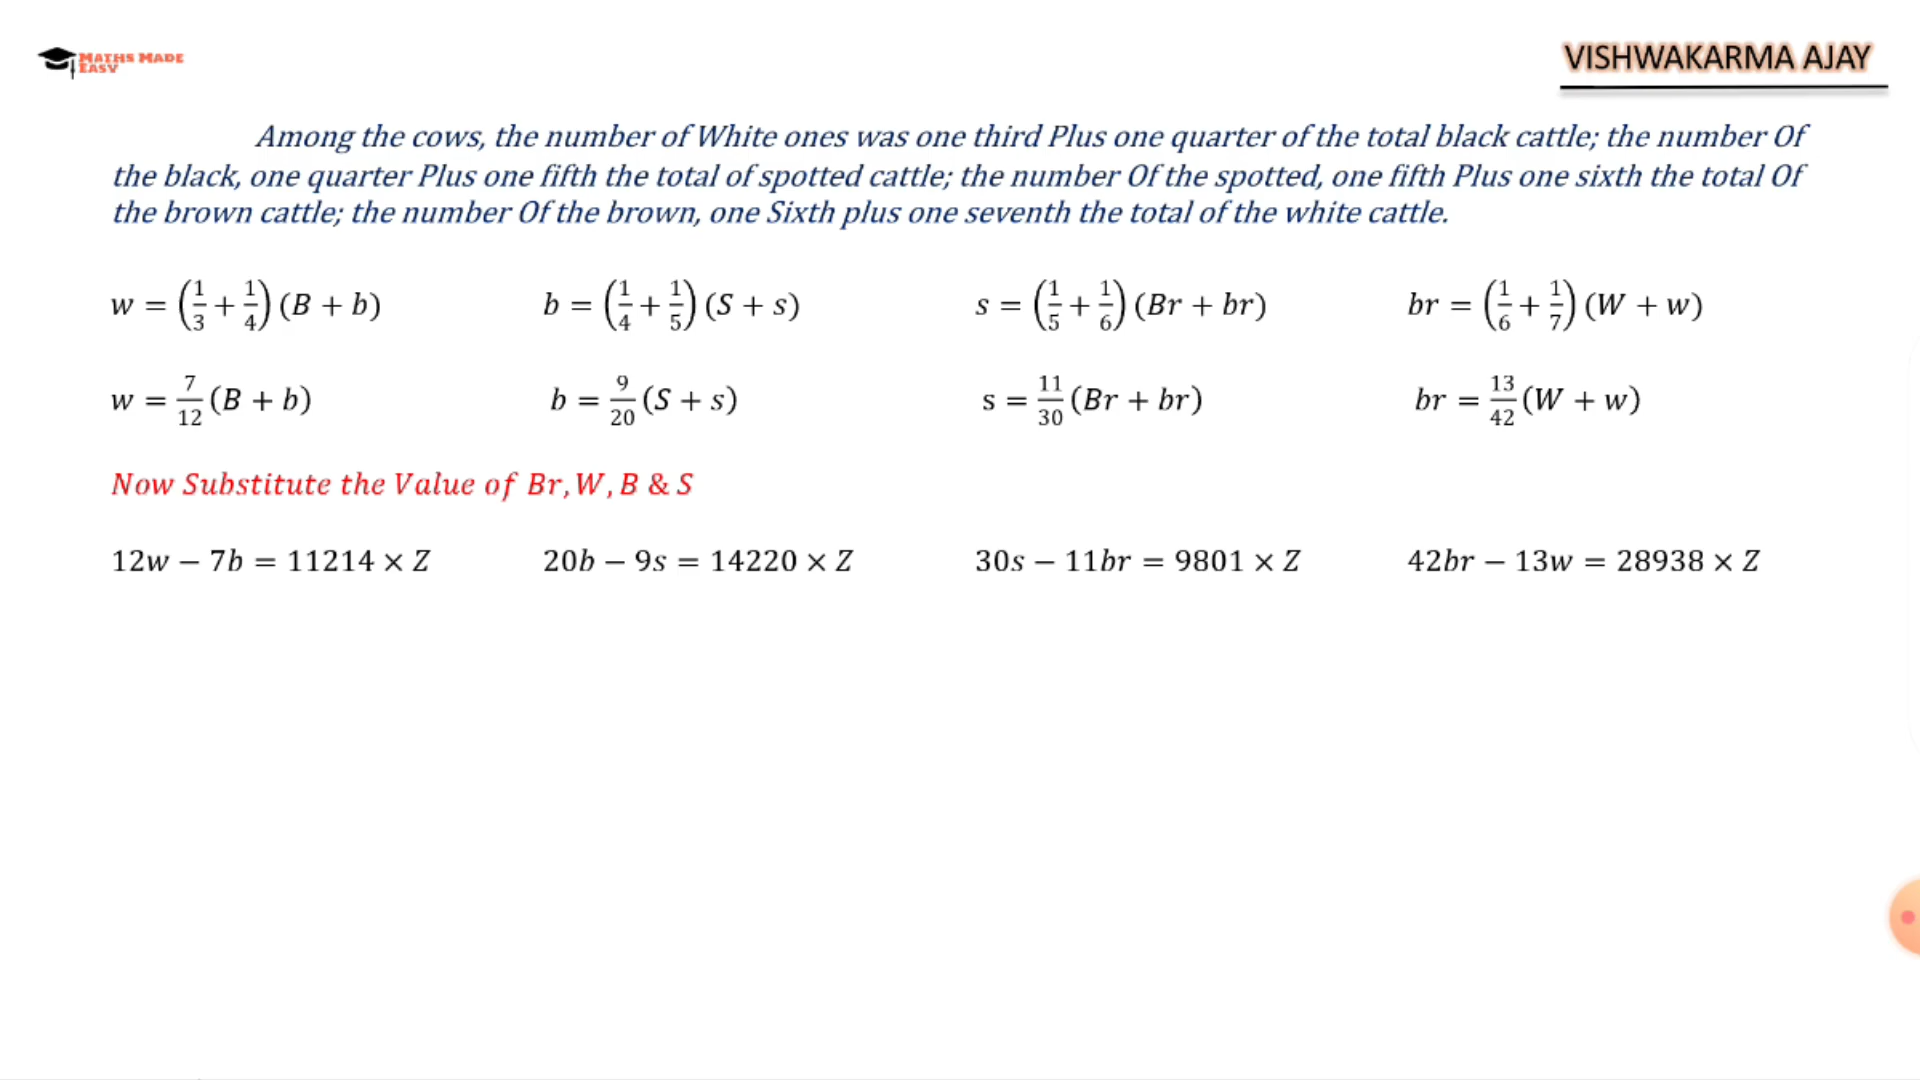 MATHS MADE
EASY
VISHWAKARMA AJAY
Among the cows, the number of White ones was one third Plus one quarter of the total black cattle; the number Of
the black, one quarter Plus one fifth the total of spotted cattle; the number Of the spotted, one fifth Plus one sixth the total Of
the brown cattle; the number Of the brown, one Sixth plus one seventh the total of the white cattle.
w = (1/3 + 1/4) (B + b) b = (1/4 + 1/5) (S + s) s = (1/5 + 1/6) (Br + br) br = (1/6 + 1/7) (W + w)
w = 7/12 (B + b) b = 9/20 (S + s) s = 11/30 (Br + br) br = 13/42 (W + w)
Now Substitute the Value of Br, W, B & S
12w − 7b = 11214 × Z 20b − 9s = 14220 × Z 30s − 11br = 9801 × Z 42br − 13w = 28938 × Z